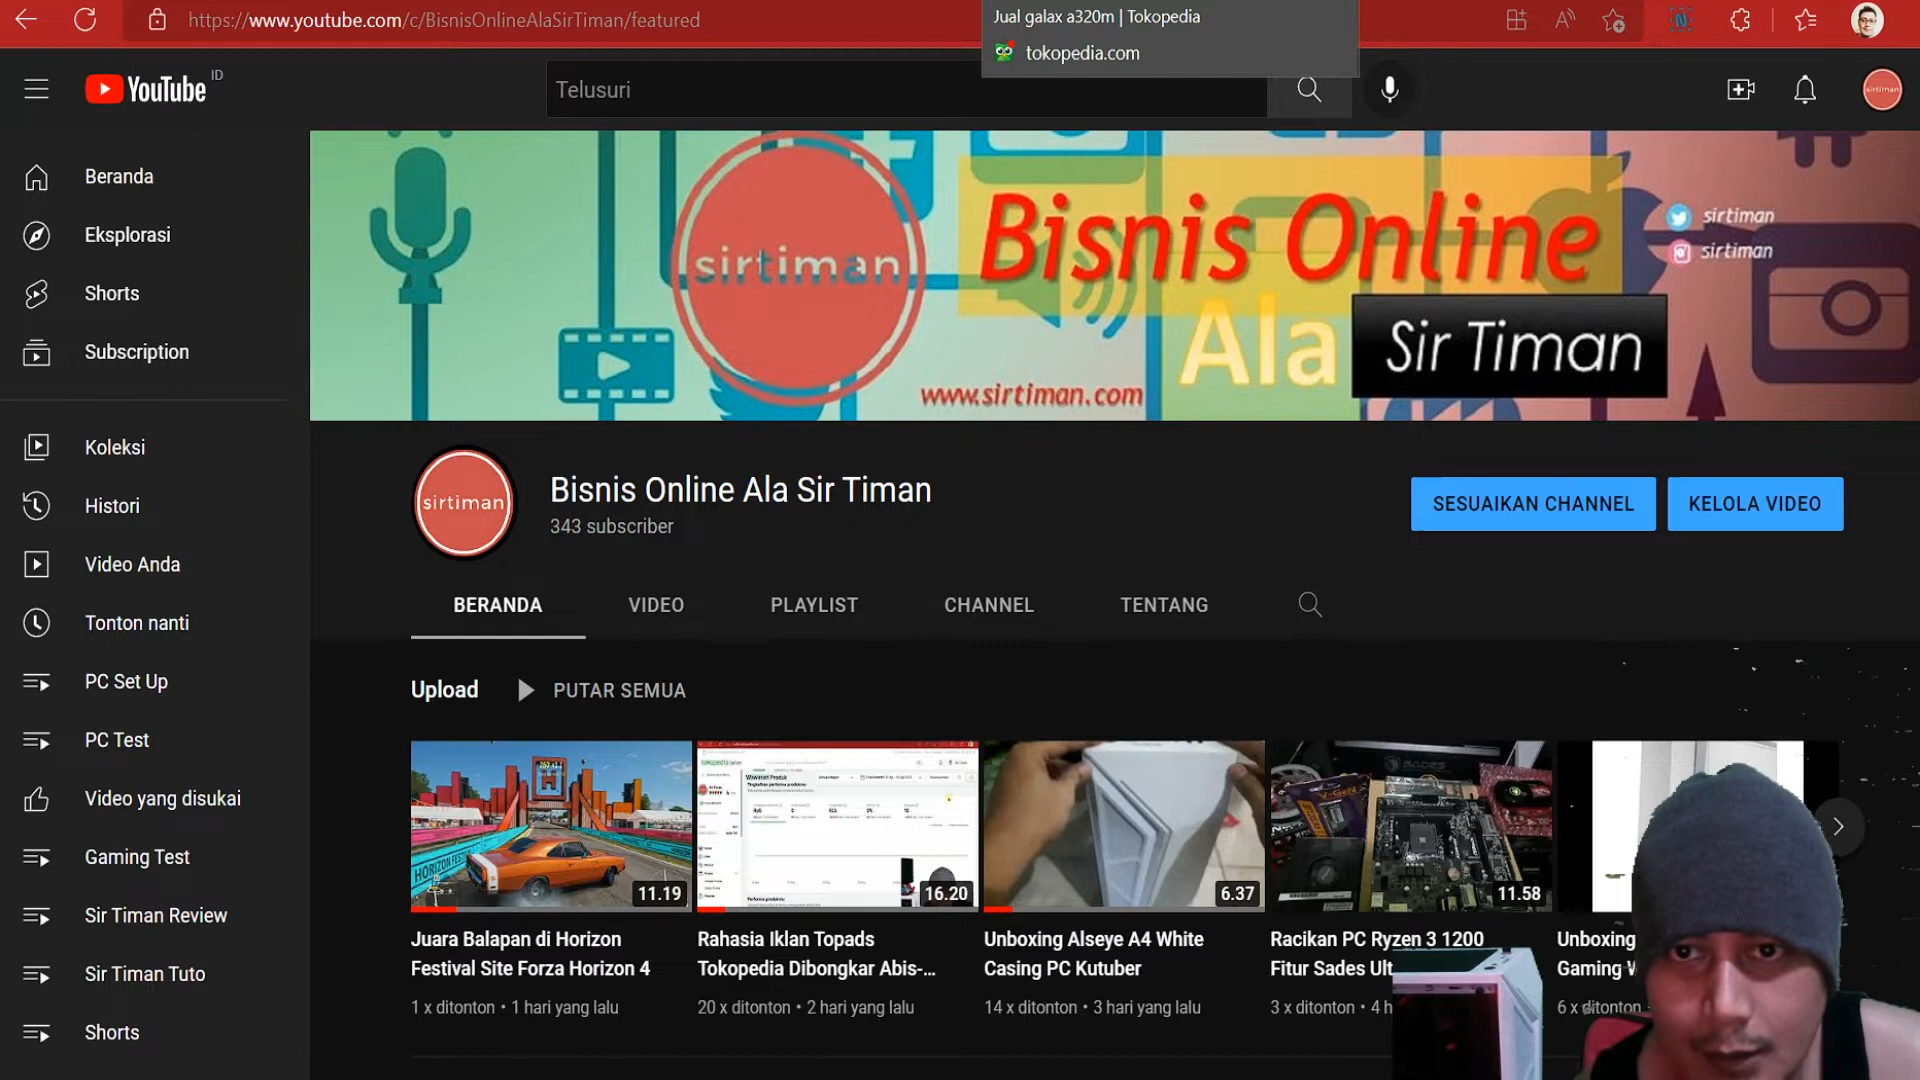 Jual galax a320m | Tokopedia
tokopedia.com
https://www.youtube.com/c/BisnisOnlineAlaSirTiman/featured
YouTube ID
Telusuri
sirtiman
Beranda
Eksplorasi
Shorts
Subscription
Koleksi
Histori
Video Anda
Tonton nanti
PC Set Up
PC Test
Video yang disukai
Gaming Test
Sir Timan Review
Sir Timan Tuto
Shorts
sirtiman
Bisnis Online
Ala Sir Timan
www.sirtiman.com
sirtiman
sirtiman
sirtiman
Bisnis Online Ala Sir Timan
343 subscriber
SESUAIKAN CHANNEL
KELOLA VIDEO
BERANDA
VIDEO
PLAYLIST
CHANNEL
TENTANG
Upload
PUTAR SEMUA
HORIZON
11.19
Juara Balapan di Horizon
Festival Site Forza Horizon 4
1 x ditonton • 1 hari yang lalu
16.20
Rahasia Iklan Topads
Tokopedia Dibongkar Abis-...
20 x ditonton • 2 hari yang lalu
6.37
Unboxing Alseye A4 White
Casing PC Kutuber
14 x ditonton • 3 hari yang lalu
SADES
V-GeN
11.58
Racikan PC Ryzen 3 1200
Fitur Sades Ult
3 x ditonton • 4 h
Unboxing
Gaming
6 x ditonton